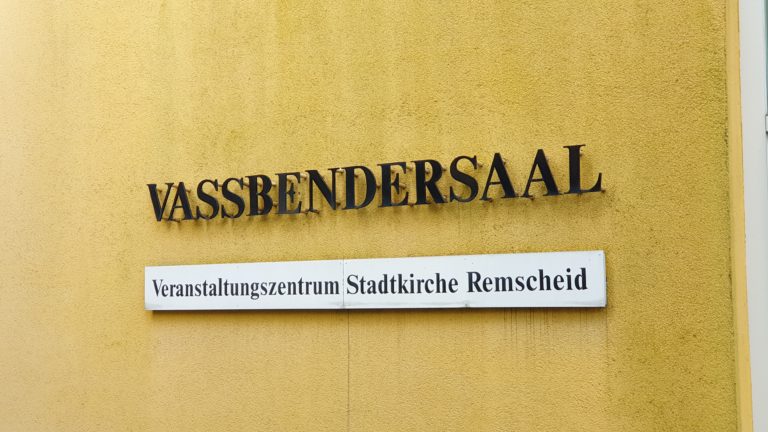 VASSBENDERSAAL
Veranstaltungszentrum Stadtkirche Remscheid